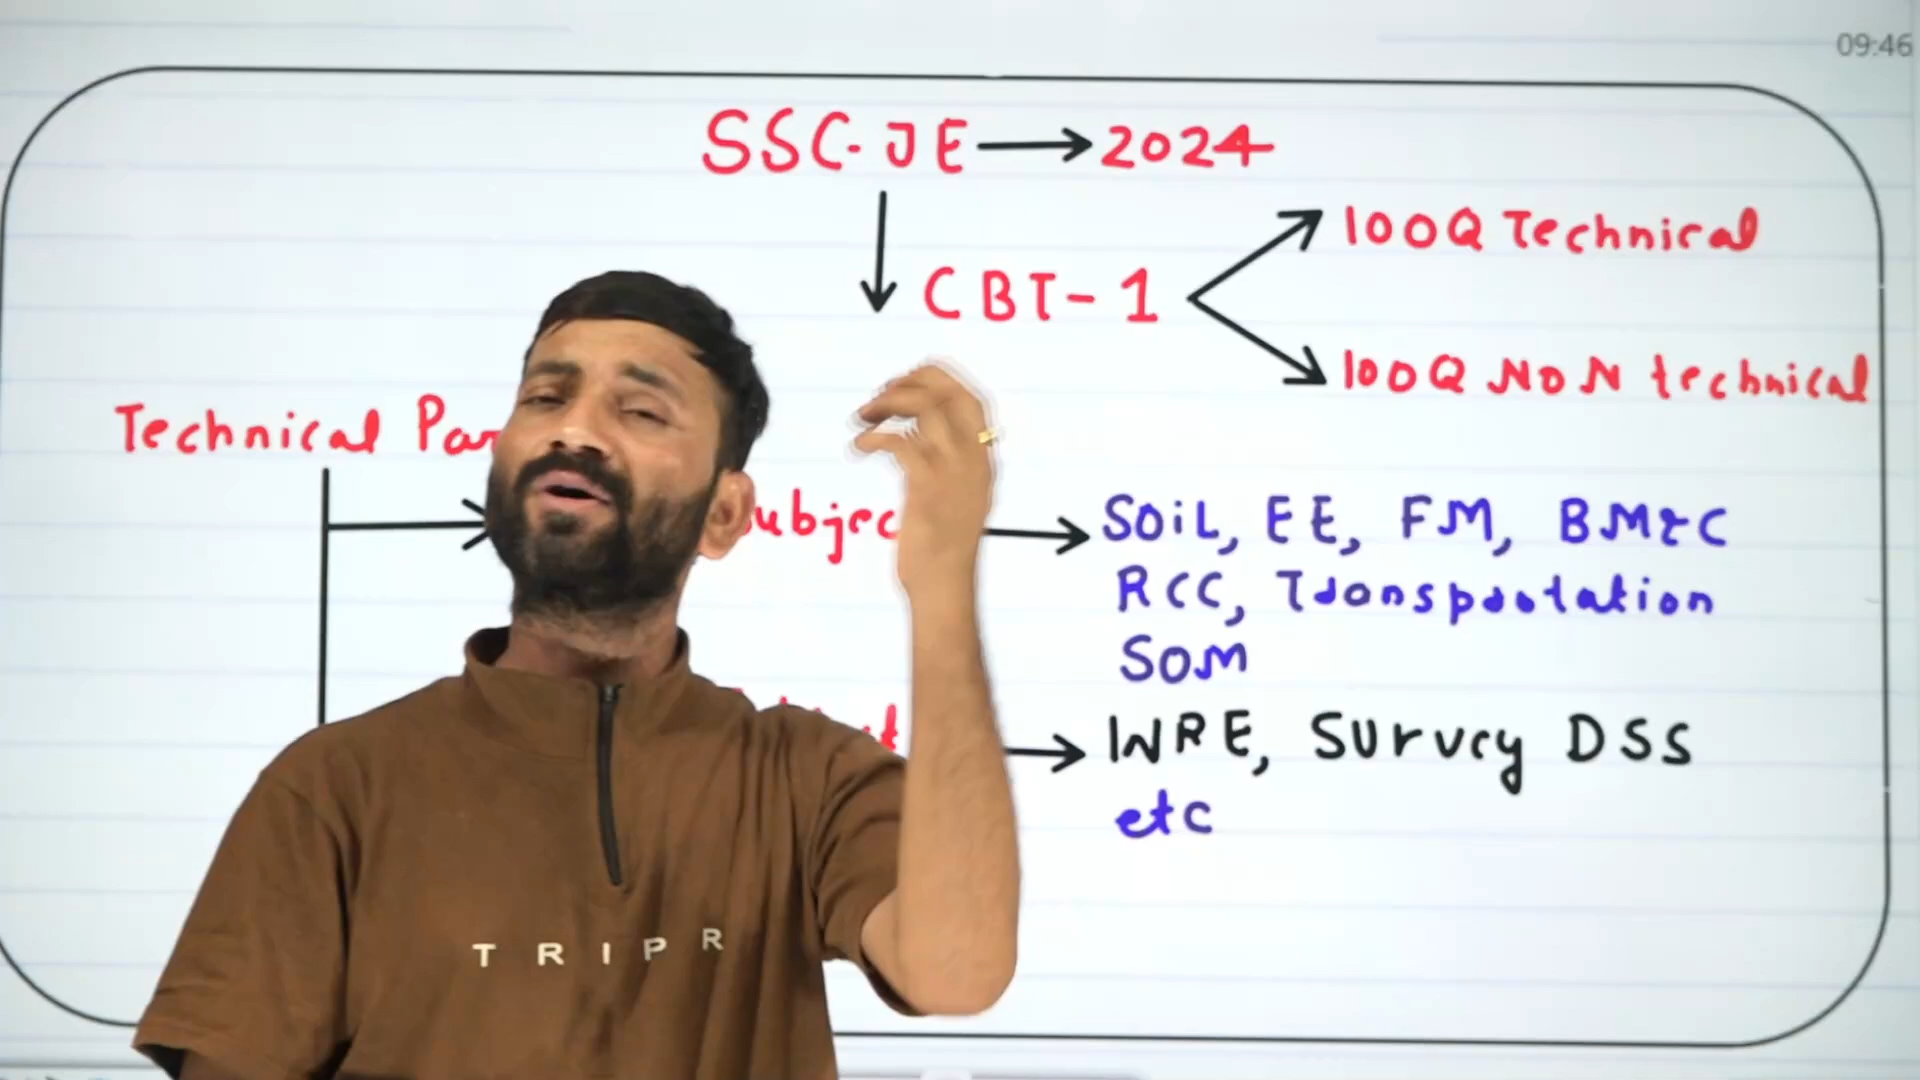 09:46
SSC-JE → 2024
CBT-1
100Q Technical
100Q NON technical
Technical
SOiL, EE, FM, BM&C
RCC, Transportation
SOM
WRE, Survey DSS
etc
TRIPR